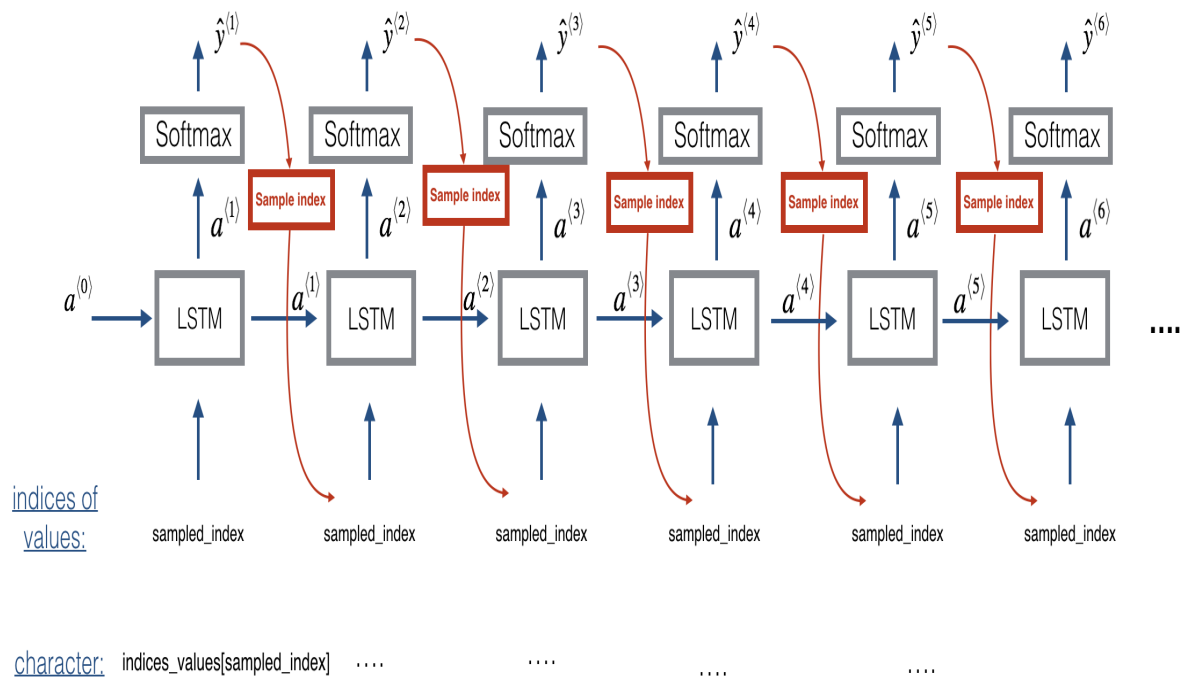 ŷ⟨1⟩ ŷ⟨2⟩ ŷ⟨3⟩ ŷ⟨4⟩ ŷ⟨5⟩ ŷ⟨6⟩
Softmax Softmax Softmax Softmax Softmax Softmax
Sample index Sample index Sample index Sample index Sample index
a⟨1⟩ a⟨2⟩ a⟨3⟩ a⟨4⟩ a⟨5⟩ a⟨6⟩
a⟨0⟩ a⟨1⟩ a⟨2⟩ a⟨3⟩ a⟨4⟩ a⟨5⟩
LSTM LSTM LSTM LSTM LSTM LSTM ....
indices of
values: sampled_index sampled_index sampled_index sampled_index sampled_index sampled_index
character: indices_values[sampled_index] .... .... .... ....